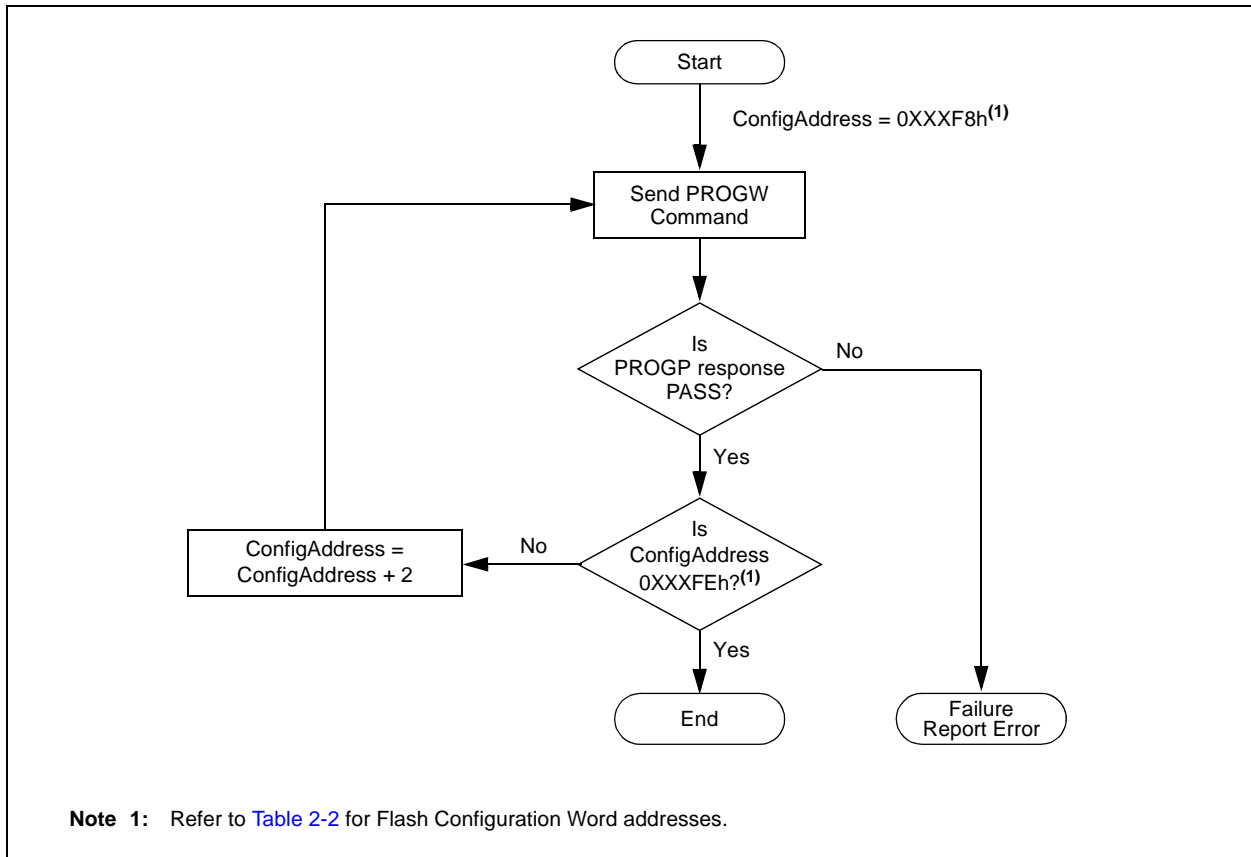 Start
ConfigAddress = 0XXXF8h(1)
Send PROGW
Command
Is
PROGP response
PASS?
No
Yes
Is
ConfigAddress
0XXXFEh?(1)
No
ConfigAddress =
ConfigAddress + 2
Yes
End
Failure
Report Error
Note 1: Refer to Table 2-2 for Flash Configuration Word addresses.